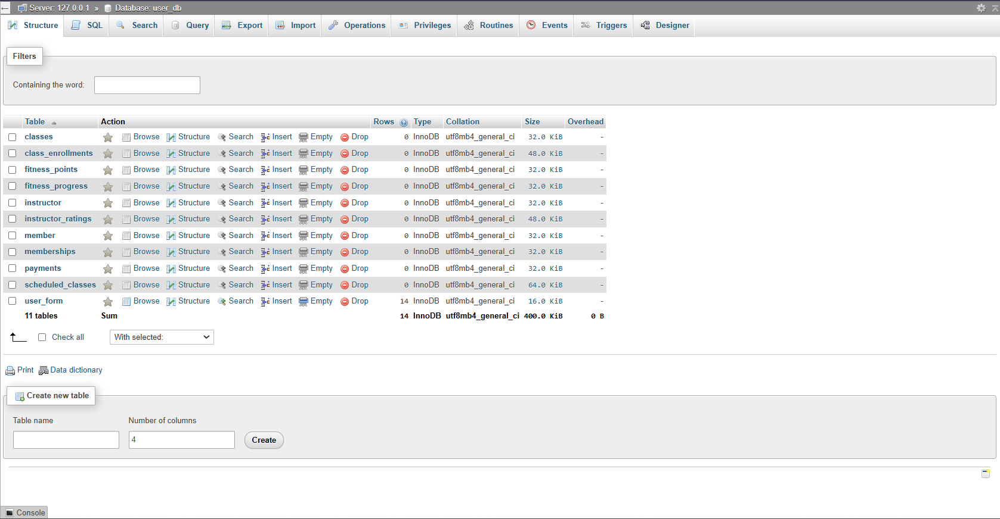 Server: 127.0.0.1 » Database: user_db
Structure SQL Search Query Export Import Operations Privileges Routines Events Triggers Designer
Filters
Containing the word:
Table Action Rows Type Collation Size Overhead
classes Browse Structure Search Insert Empty Drop 0 InnoDB utf8mb4_general_ci 32.0 KiB -
class_enrollments Browse Structure Search Insert Empty Drop 0 InnoDB utf8mb4_general_ci 48.0 KiB -
fitness_points Browse Structure Search Insert Empty Drop 0 InnoDB utf8mb4_general_ci 32.0 KiB -
fitness_progress Browse Structure Search Insert Empty Drop 0 InnoDB utf8mb4_general_ci 32.0 KiB -
instructor Browse Structure Search Insert Empty Drop 0 InnoDB utf8mb4_general_ci 32.0 KiB -
instructor_ratings Browse Structure Search Insert Empty Drop 0 InnoDB utf8mb4_general_ci 48.0 KiB -
member Browse Structure Search Insert Empty Drop 0 InnoDB utf8mb4_general_ci 32.0 KiB -
memberships Browse Structure Search Insert Empty Drop 0 InnoDB utf8mb4_general_ci 32.0 KiB -
payments Browse Structure Search Insert Empty Drop 0 InnoDB utf8mb4_general_ci 32.0 KiB -
scheduled_classes Browse Structure Search Insert Empty Drop 0 InnoDB utf8mb4_general_ci 64.0 KiB -
user_form Browse Structure Search Insert Empty Drop 14 InnoDB utf8mb4_general_ci 16.0 KiB -
11 tables Sum 14 InnoDB utf8mb4_general_ci 400.0 KiB 0 B
Check all With selected:
Print Data dictionary
Create new table
Table name Number of columns
4 Create
Console